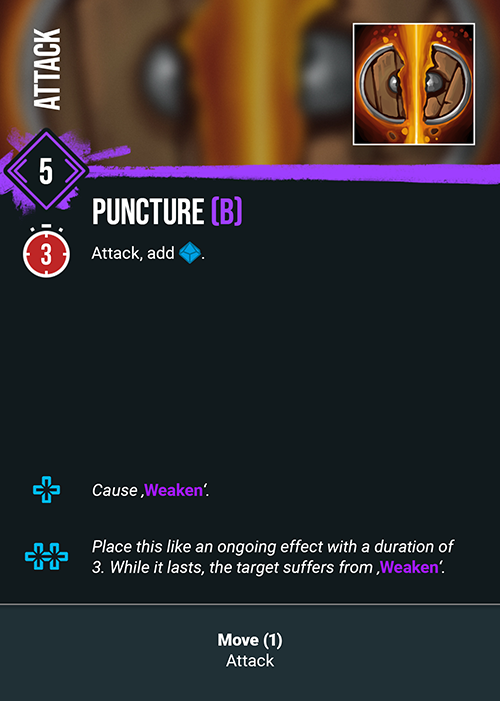 ATTACK
5
PUNCTURE (B)
3
Attack, add .
Cause ‚Weaken‘.
Place this like an ongoing effect with a duration of
3. While it lasts, the target suffers from ‚Weaken‘.
Move (1)
Attack